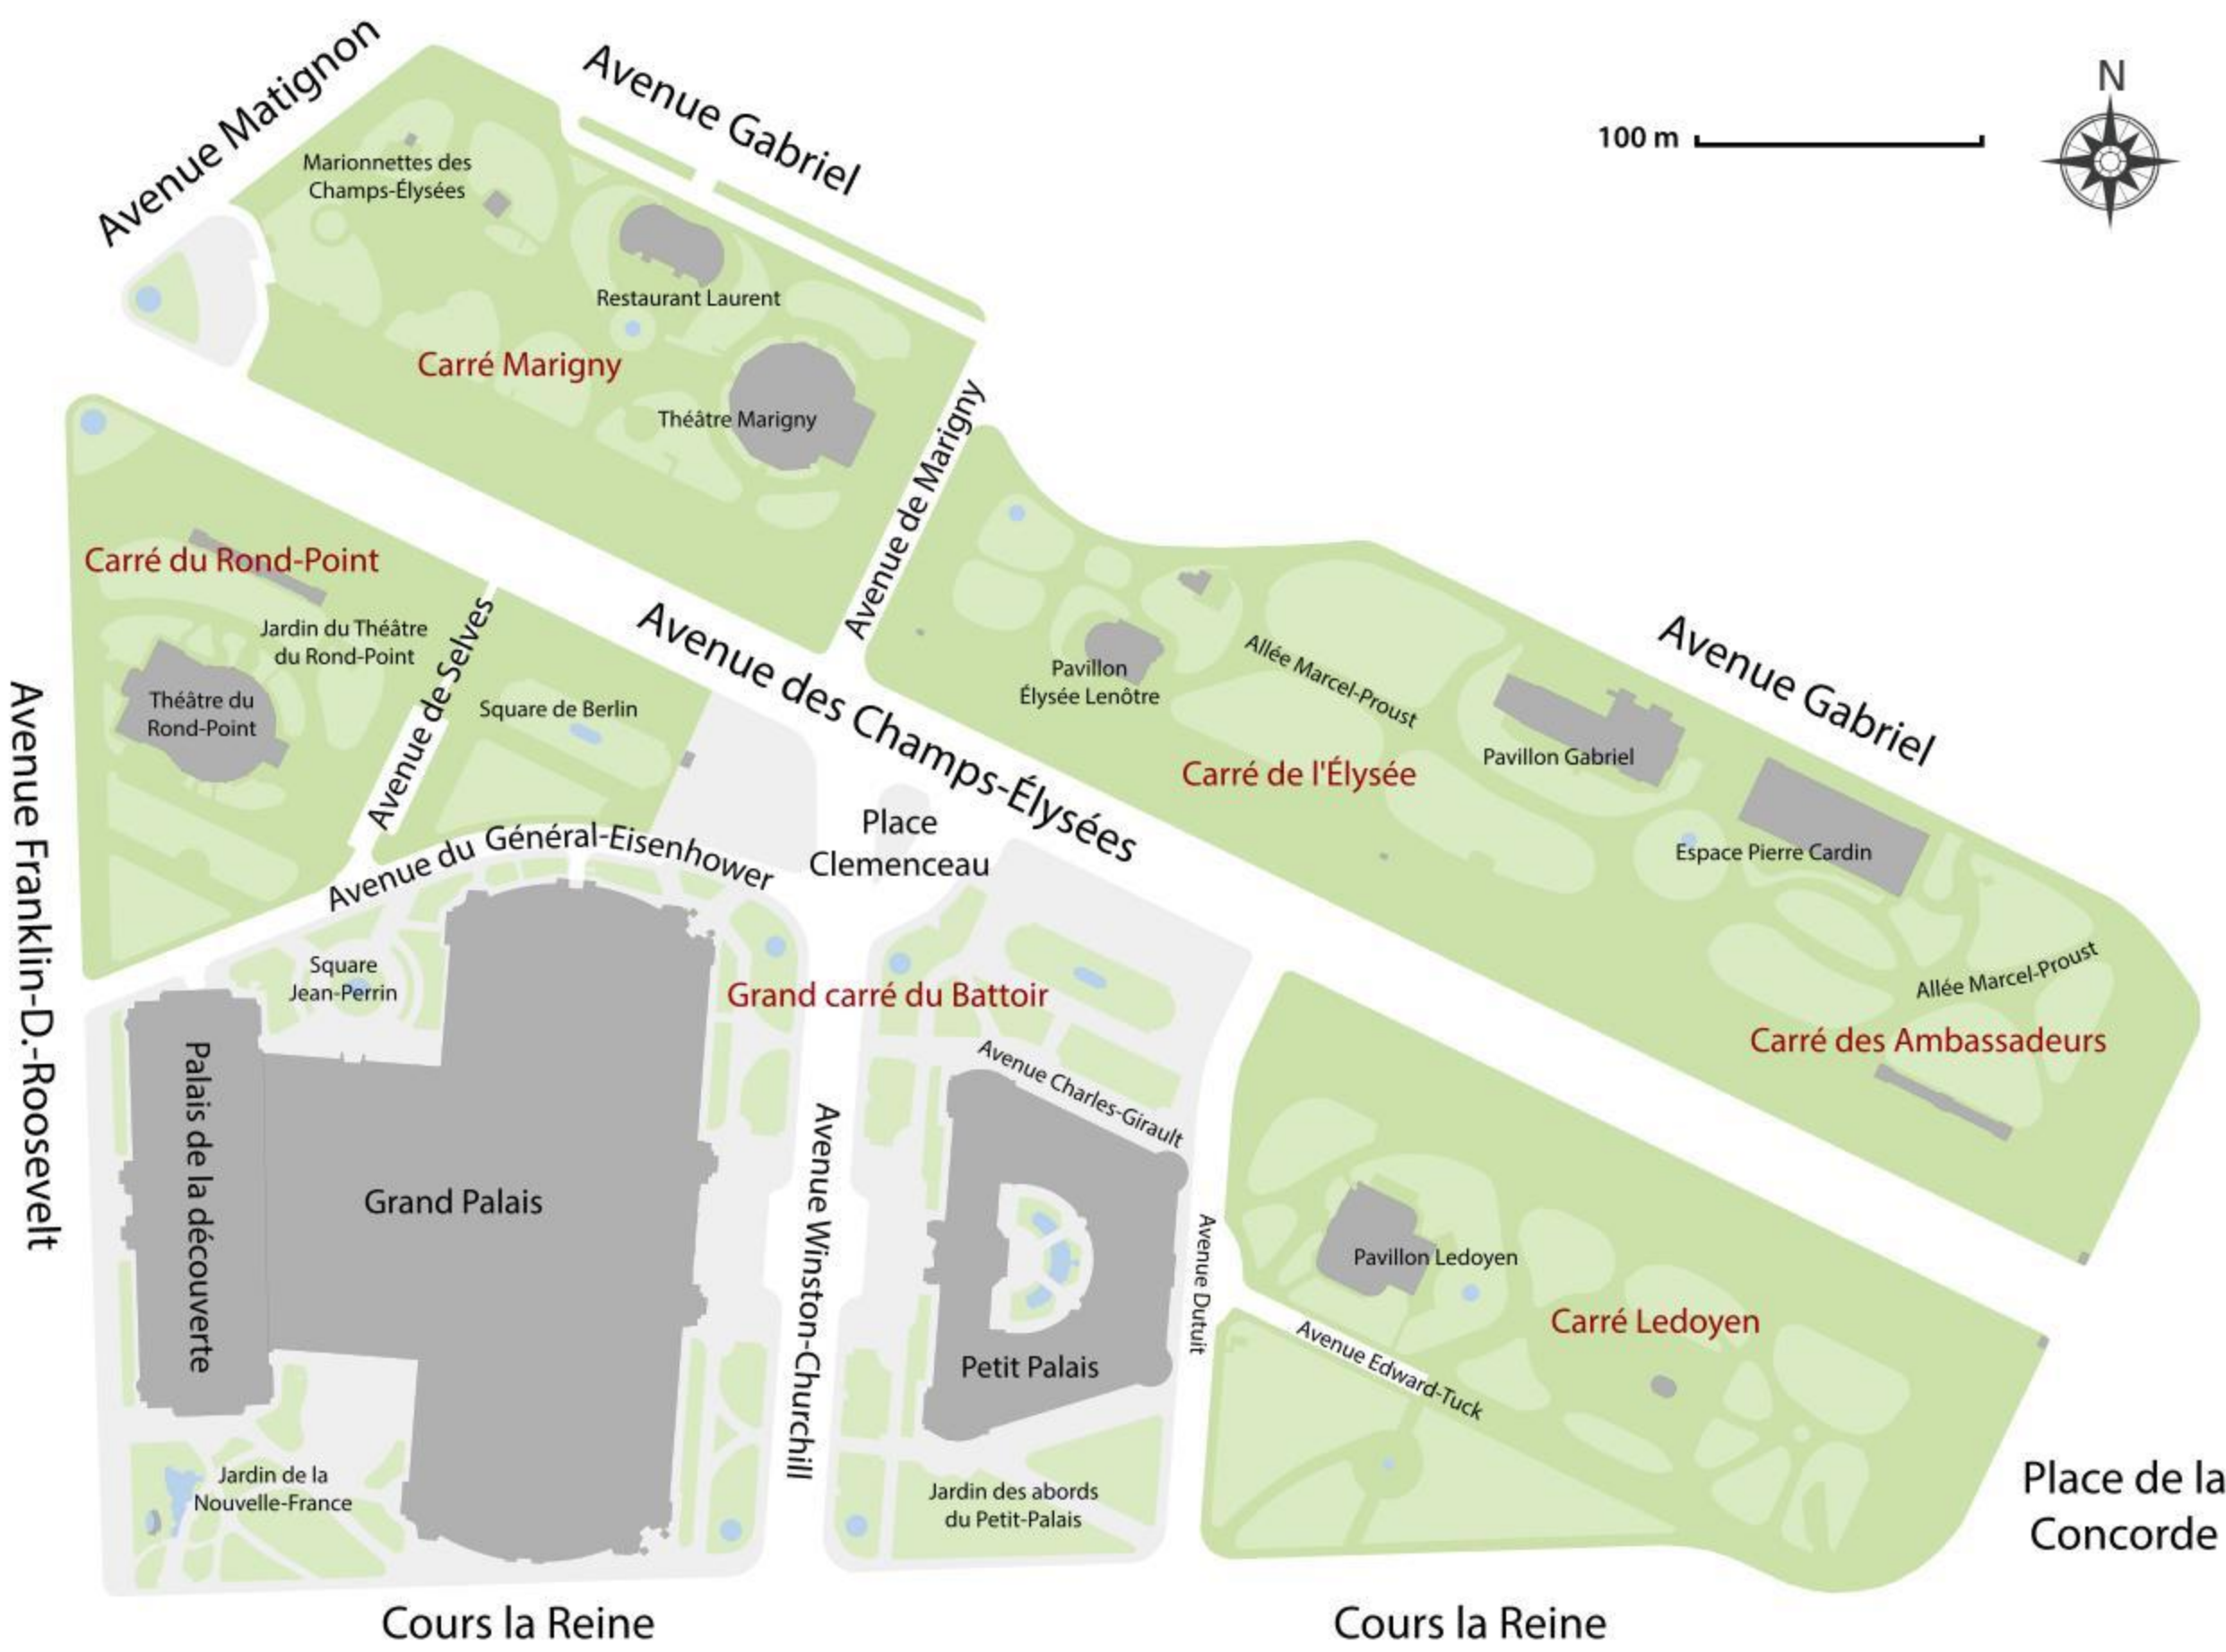 Avenue Matignon
Avenue Gabriel
N
100 m
Marionnettes des
Champs-Élysées
Restaurant Laurent
Carré Marigny
Théâtre Marigny
Avenue de Marigny
Carré du Rond-Point
Jardin du Théâtre
du Rond-Point
Théâtre du
Rond-Point
Avenue de Selves
Square de Berlin
Avenue des Champs-Élysées
Pavillon
Élysée Lenôtre
Allée Marcel-Proust
Avenue Gabriel
Carré de l'Élysée
Pavillon Gabriel
Espace Pierre Cardin
Place
Clemenceau
Avenue du Général-Eisenhower
Avenue Franklin-D.-Roosevelt
Square
Jean-Perrin
Grand carré du Battoir
Allée Marcel-Proust
Carré des Ambassadeurs
Avenue Charles-Girault
Palais de la découverte
Grand Palais
Avenue Winston-Churchill
Petit Palais
Avenue Dutuit
Pavillon Ledoyen
Carré Ledoyen
Avenue Edward-Tuck
Jardin de la
Nouvelle-France
Jardin des abords
du Petit-Palais
Place de la
Concorde
Cours la Reine
Cours la Reine